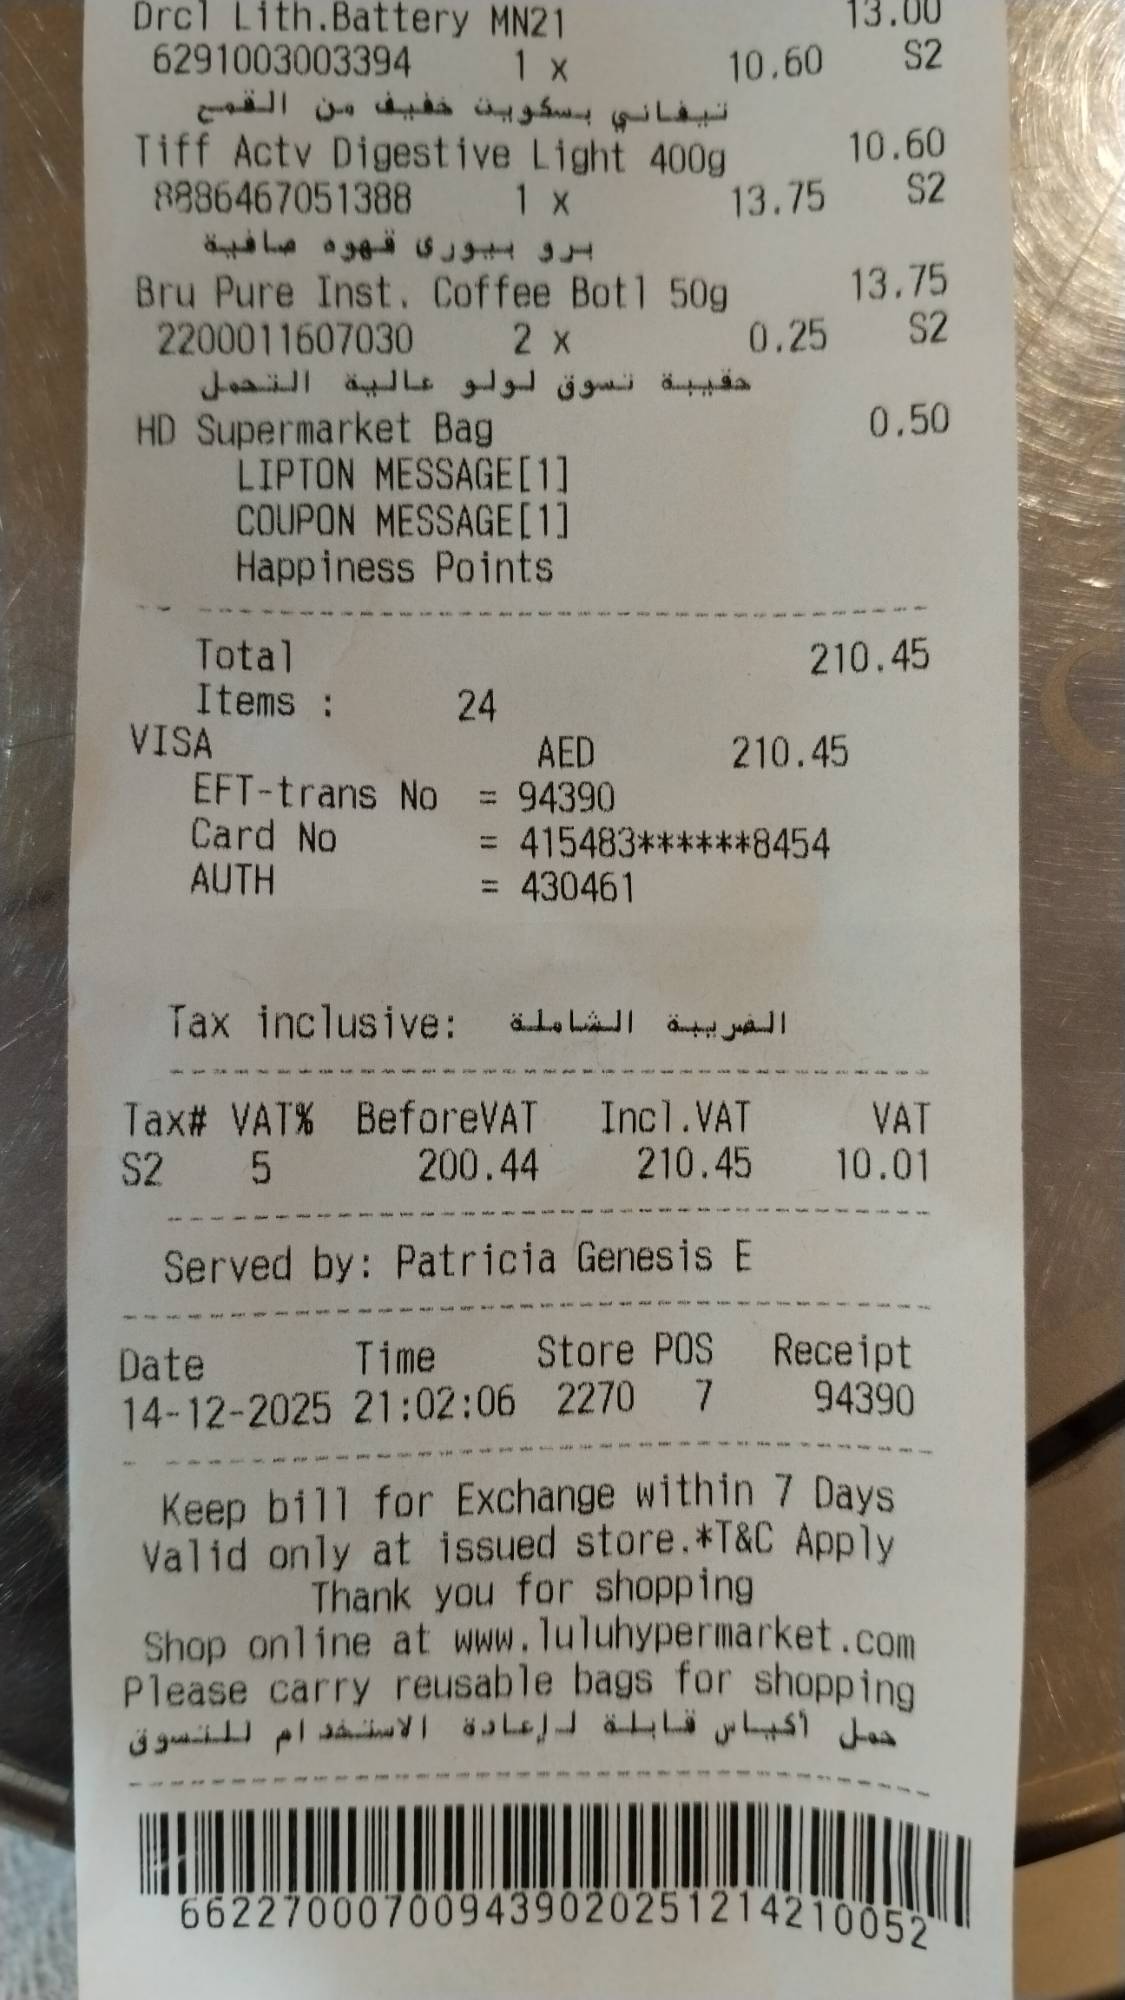 Drcl Lith.Battery MN21 13.00
6291003003394 1 x 10.60 S2
تيفاني بسكويت خفيف من القمح
Tiff Actv Digestive Light 400g 10.60
8886467051388 1 x 13.75 S2
برو بيورى قهوه صافية
Bru Pure Inst. Coffee Botl 50g 13.75
2200011607030 2 x 0.25 S2
حقيبة تسوق لولو عالية التحمل
HD Supermarket Bag 0.50
LIPTON MESSAGE[1]
COUPON MESSAGE[1]
Happiness Points
Total 210.45
Items : 24
VISA AED 210.45
EFT-trans No = 94390
Card No = 415483******8454
AUTH = 430461
Tax inclusive: الضريبة الشاملة
Tax# VAT% BeforeVAT Incl.VAT VAT
S2 5 200.44 210.45 10.01
Served by: Patricia Genesis E
Date Time Store POS Receipt
14-12-2025 21:02:06 2270 7 94390
Keep bill for Exchange within 7 Days
Valid only at issued store.*T&C Apply
Thank you for shopping
Shop online at www.luluhypermarket.com
Please carry reusable bags for shopping
حمل أكياس قابلة لإعادة الاستخدام للتسوق
662270007009439020251214210052